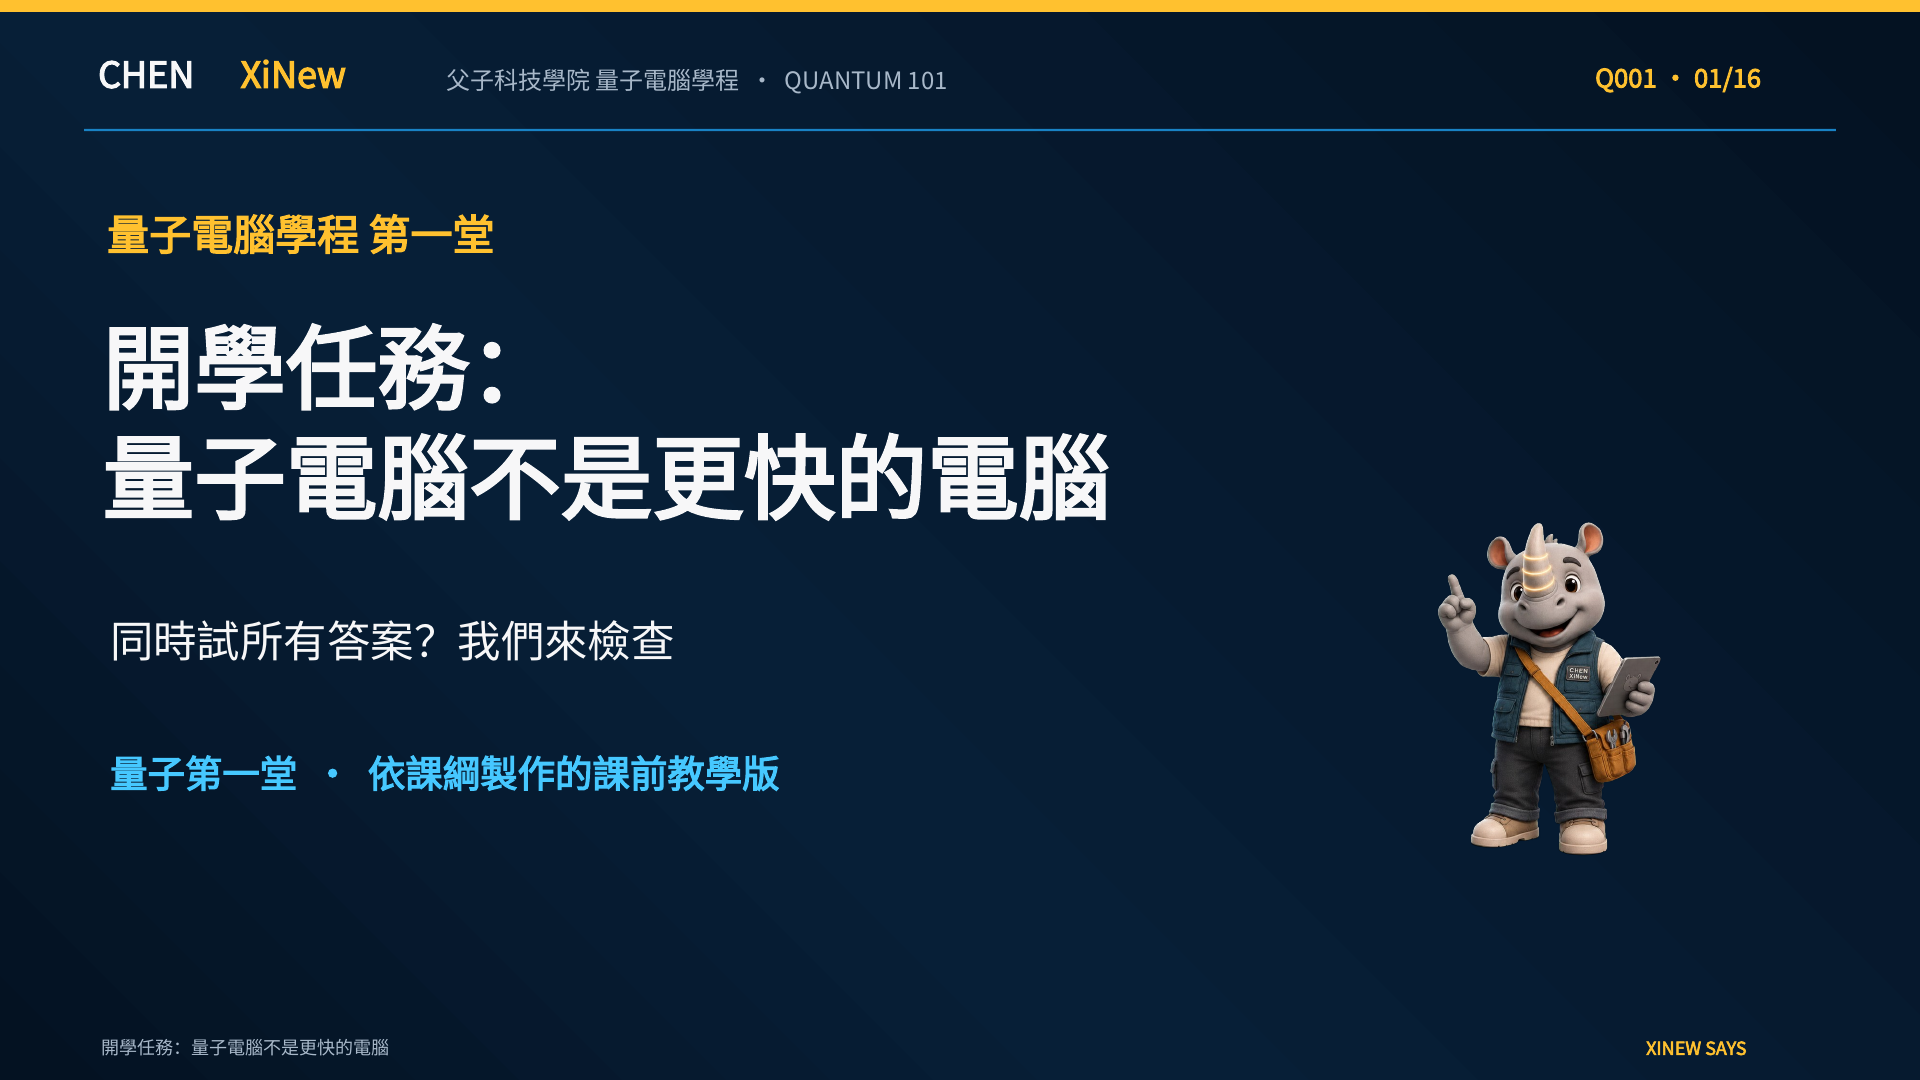 CHEN XiNew 父子科技學院 量子電腦學程 · QUANTUM 101 Q001 · 01/16
量子電腦學程 第一堂
開學任務：
量子電腦不是更快的電腦
同時試所有答案？我們來檢查
CHEN
XiNew
量子第一堂 · 依課綱製作的課前教學版
開學任務：量子電腦不是更快的電腦 XINEW SAYS